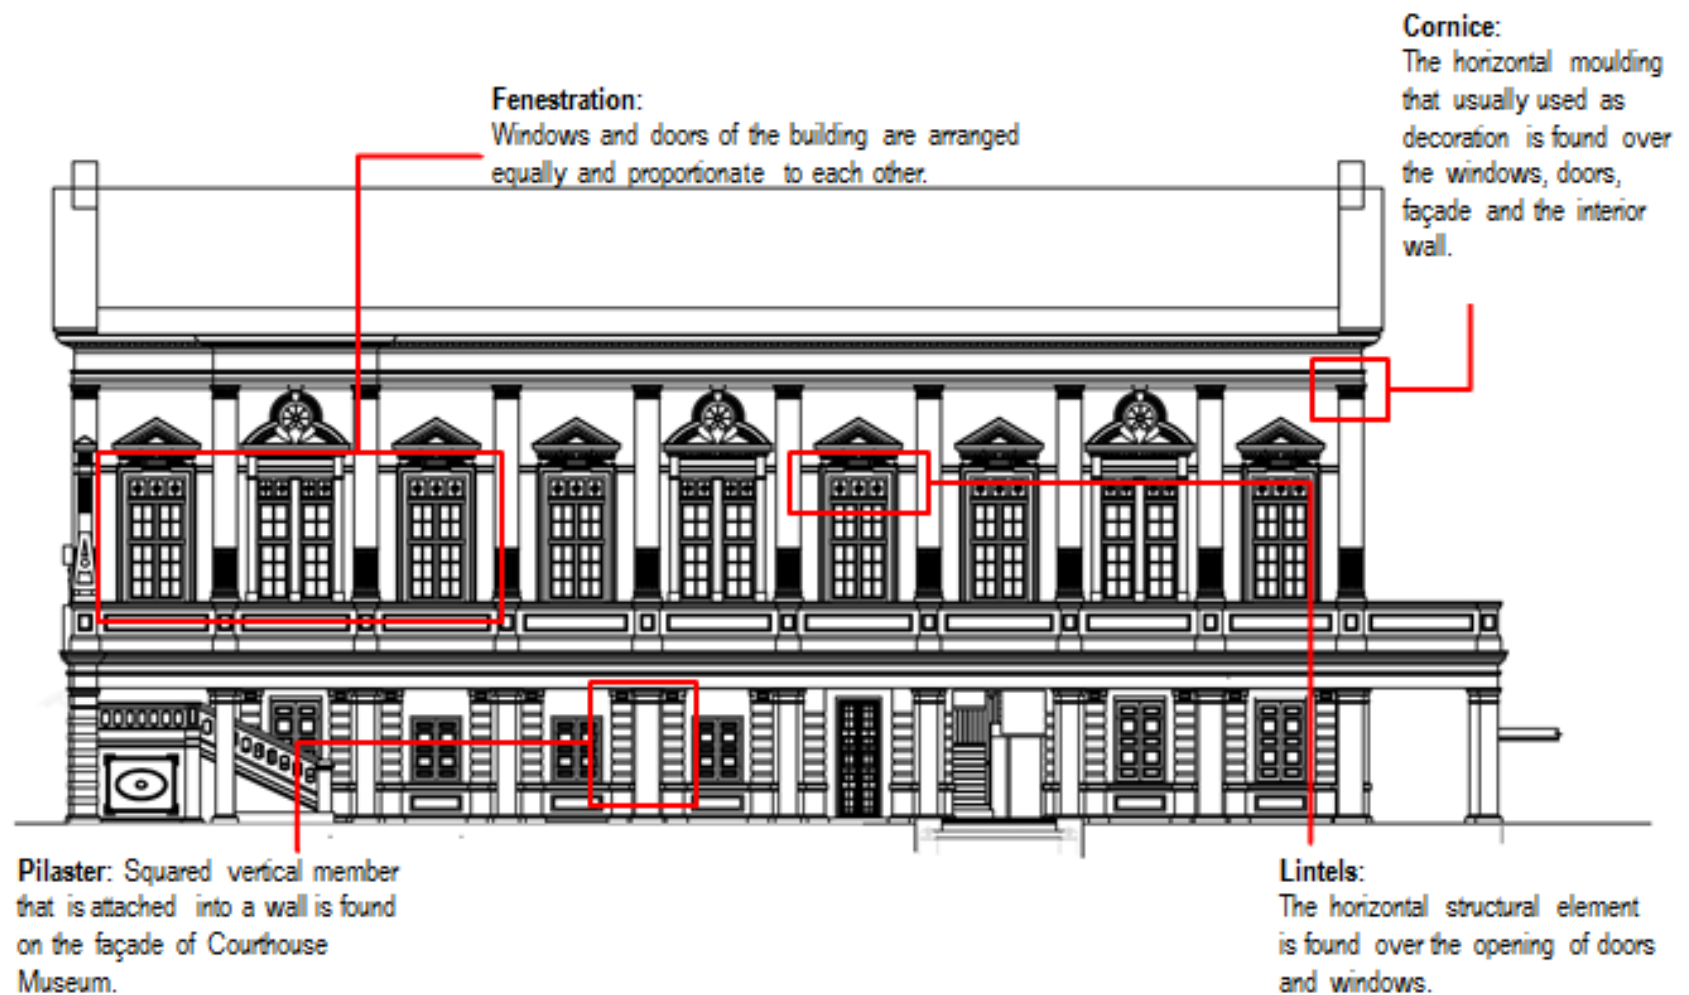 Cornice:
The horizontal moulding
that usually used as
decoration is found over
the windows, doors,
façade and the interior
wall.
Fenestration:
Windows and doors of the building are arranged
equally and proportionate to each other.
Pilaster: Squared vertical member
that is attached into a wall is found
on the façade of Courthouse
Museum.
Lintels:
The horizontal structural element
is found over the opening of doors
and windows.